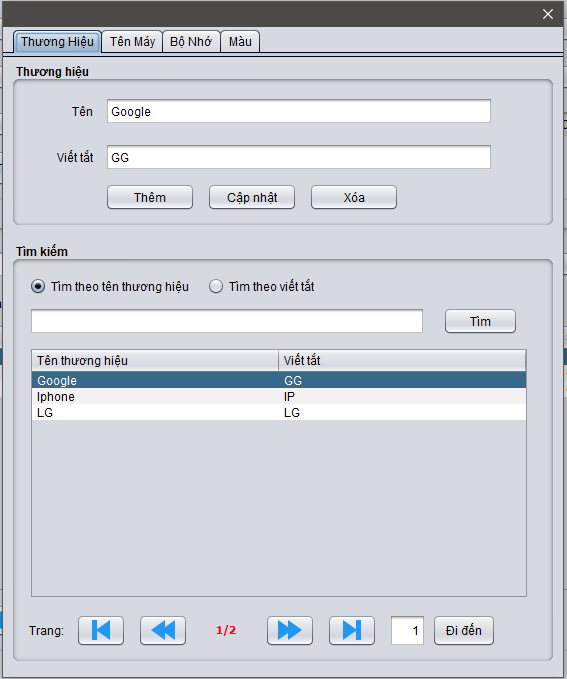 Thương Hiệu Tên Máy Bộ Nhớ Màu
Thương hiệu
Tên Google
Viết tắt GG
Thêm Cập nhật Xóa
Tìm kiếm
Tìm theo tên thương hiệu Tìm theo viết tắt
Tìm
Tên thương hiệu Viết tắt
Google GG
Iphone IP
LG LG
Trang: 1/2 1 Đi đến